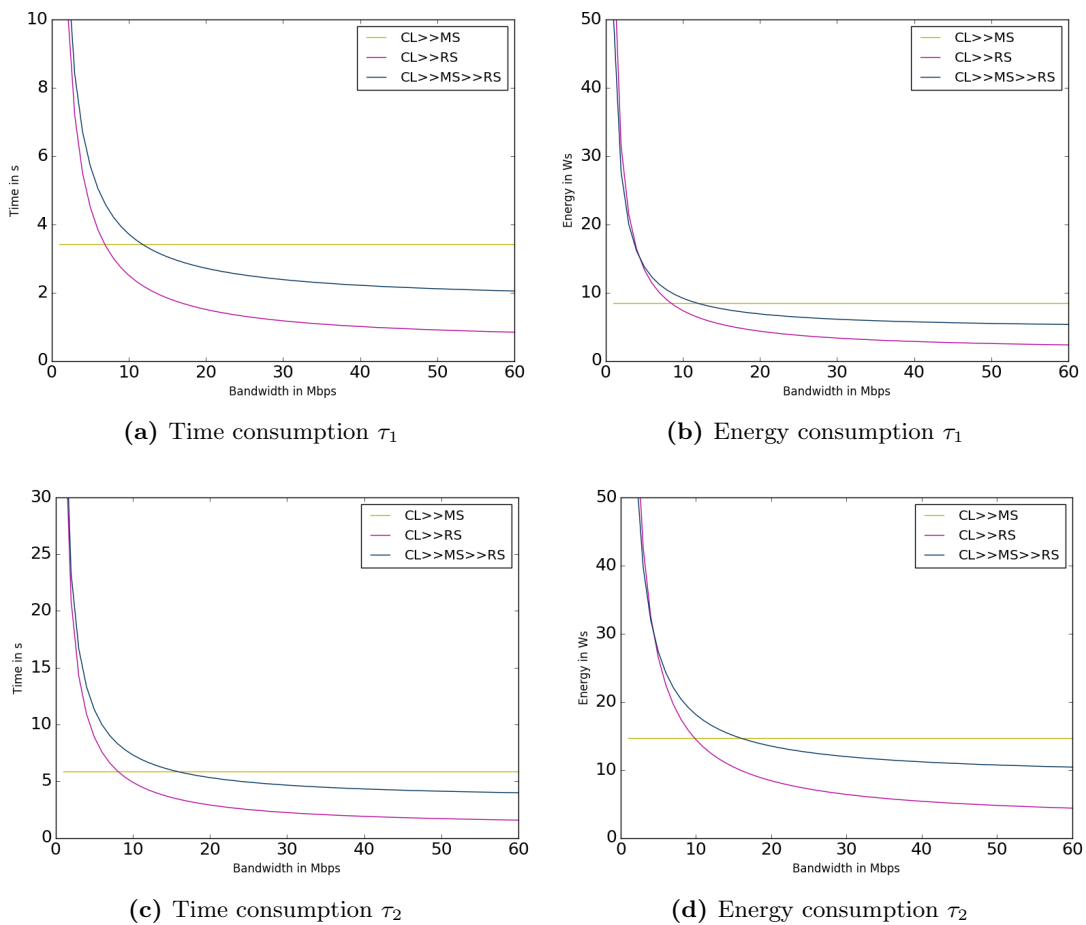 10
8
6
4
2
0
Time in s
CL>>MS
CL>>RS
CL>>MS>>RS
0 10 20 30 40 50 60
Bandwidth in Mbps
(a) Time consumption τ₁
50
40
30
20
10
0
Energy in Ws
CL>>MS
CL>>RS
CL>>MS>>RS
0 10 20 30 40 50 60
Bandwidth in Mbps
(b) Energy consumption τ₁
30
25
20
15
10
5
0
Time in s
CL>>MS
CL>>RS
CL>>MS>>RS
0 10 20 30 40 50 60
Bandwidth in Mbps
(c) Time consumption τ₂
50
40
30
20
10
0
Energy in Ws
CL>>MS
CL>>RS
CL>>MS>>RS
0 10 20 30 40 50 60
Bandwidth in Mbps
(d) Energy consumption τ₂